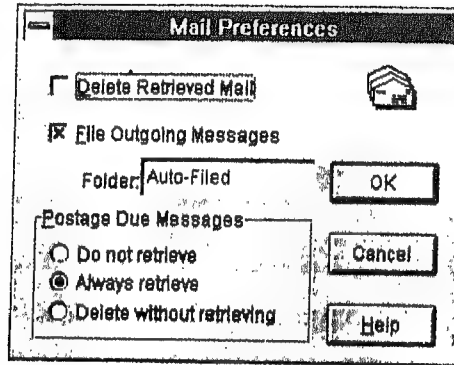 Mail Preferences
Delete Retrieved Mail
File Outgoing Messages
Folder: Auto-Filed
OK
Postage Due Messages
Do not retrieve
Cancel
Always retrieve
Delete without retrieving
Help